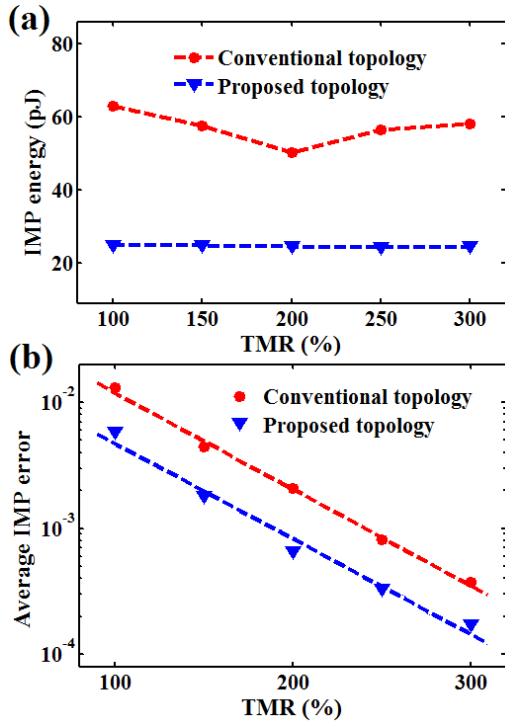 (a)
80
60
40
20
IMP energy (pJ)
Conventional topology
Proposed topology
100 150 200 250 300
TMR (%)
(b)
10⁻²
10⁻³
10⁻⁴
Average IMP error
Conventional topology
Proposed topology
100 200 300
TMR (%)